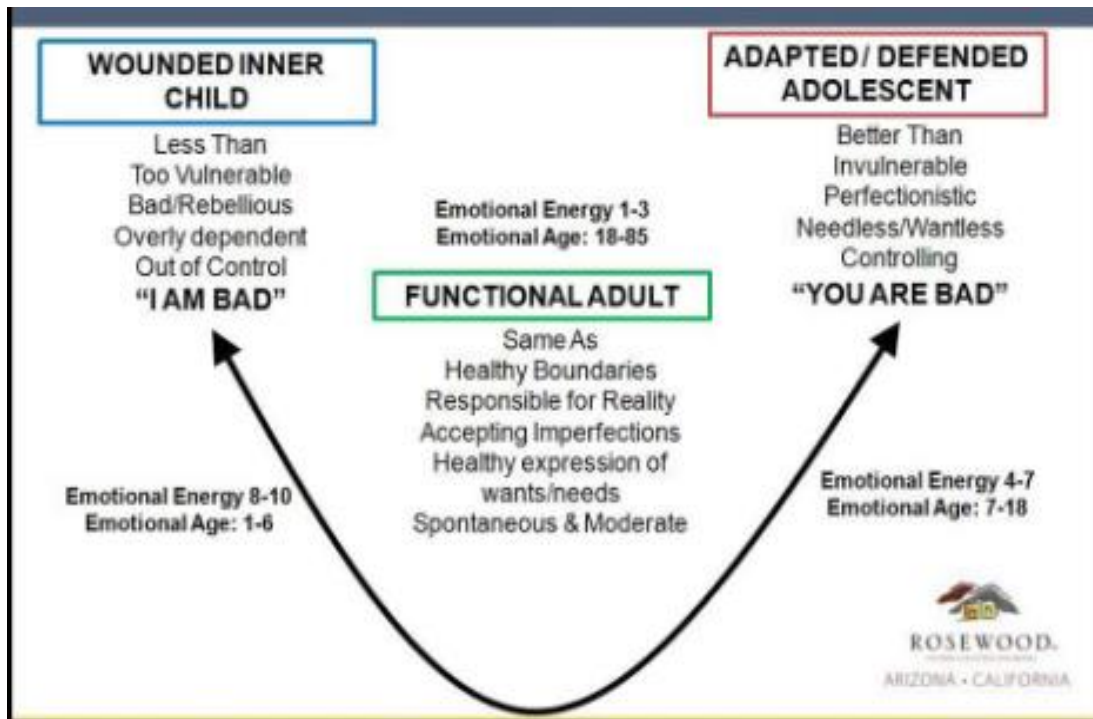 WOUNDED INNER
CHILD
Less Than
Too Vulnerable
Bad/Rebellious
Overly dependent
Out of Control
"I AM BAD"
Emotional Energy 8-10
Emotional Age: 1-6
Emotional Energy 1-3
Emotional Age: 18-85
FUNCTIONAL ADULT
Same As
Healthy Boundaries
Responsible for Reality
Accepting Imperfections
Healthy expression of
wants/needs
Spontaneous & Moderate
ADAPTED / DEFENDED
ADOLESCENT
Better Than
Invulnerable
Perfectionistic
Needless/Wantless
Controlling
"YOU ARE BAD"
Emotional Energy 4-7
Emotional Age: 7-18
ROSEWOOD
ARIZONA • CALIFORNIA